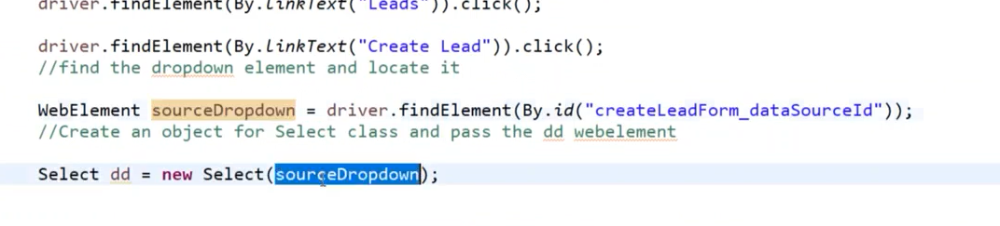 driver.findElement(By.linkText("Leads")).click();
driver.findElement(By.linkText("Create Lead")).click();
//find the dropdown element and locate it
WebElement sourceDropdown = driver.findElement(By.id("createLeadForm_dataSourceId"));
//Create an object for Select class and pass the dd webelement
Select dd = new Select(sourceDropdown);